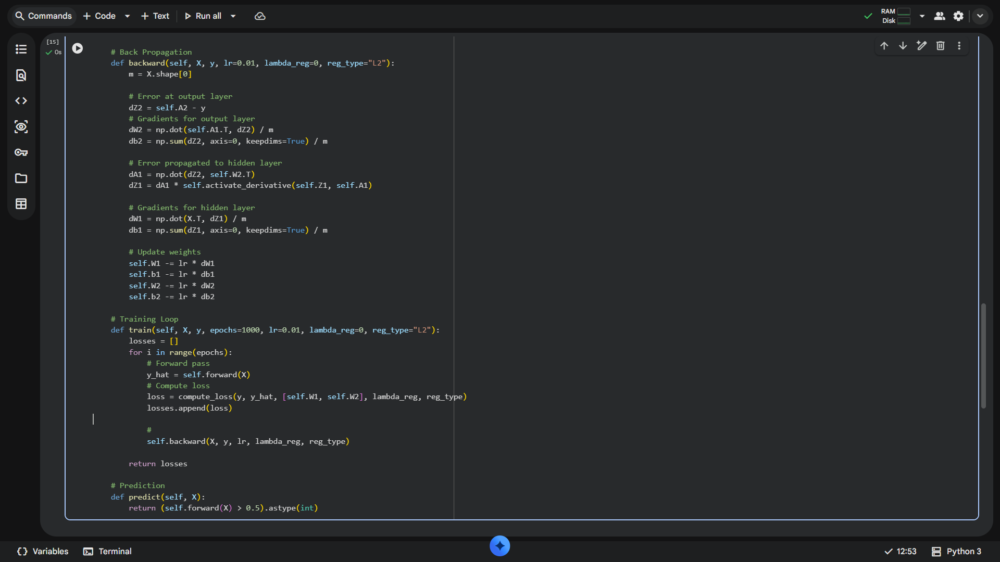 Commands
+ Code
+ Text
Run all
RAM
Disk
[15]
0s
# Back Propagation
def backward(self, X, y, lr=0.01, lambda_reg=0, reg_type="L2"):
    m = X.shape[0]

    # Error at output layer
    dZ2 = self.A2 - y
    # Gradients for output layer
    dW2 = np.dot(self.A1.T, dZ2) / m
    db2 = np.sum(dZ2, axis=0, keepdims=True) / m

    # Error propagated to hidden layer
    dA1 = np.dot(dZ2, self.W2.T)
    dZ1 = dA1 * self.activate_derivative(self.Z1, self.A1)

    # Gradients for hidden layer
    dW1 = np.dot(X.T, dZ1) / m
    db1 = np.sum(dZ1, axis=0, keepdims=True) / m

    # Update weights
    self.W1 -= lr * dW1
    self.b1 -= lr * db1
    self.W2 -= lr * dW2
    self.b2 -= lr * db2

# Training Loop
def train(self, X, y, epochs=1000, lr=0.01, lambda_reg=0, reg_type="L2"):
    losses = []
    for i in range(epochs):
        # Forward pass
        y_hat = self.forward(X)
        # Compute loss
        loss = compute_loss(y, y_hat, [self.W1, self.W2], lambda_reg, reg_type)
        losses.append(loss)

        #
        self.backward(X, y, lr, lambda_reg, reg_type)

    return losses

# Prediction
def predict(self, X):
    return (self.forward(X) > 0.5).astype(int)
Variables
Terminal
12:53
Python 3